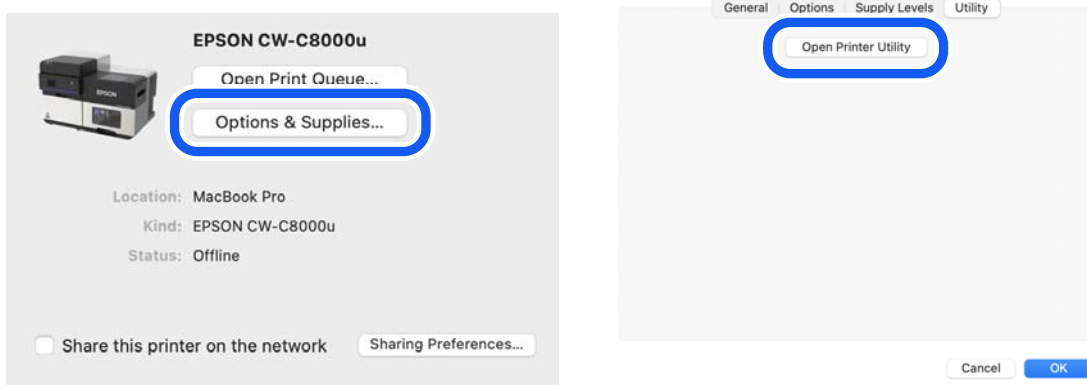 EPSON CW-C8000u
Open Print Queue...
Options & Supplies...
Location: MacBook Pro
Kind: EPSON CW-C8000u
Status: Offline
Share this printer on the network
Sharing Preferences...
General Options Supply Levels Utility
Open Printer Utility
Cancel OK
EPSON